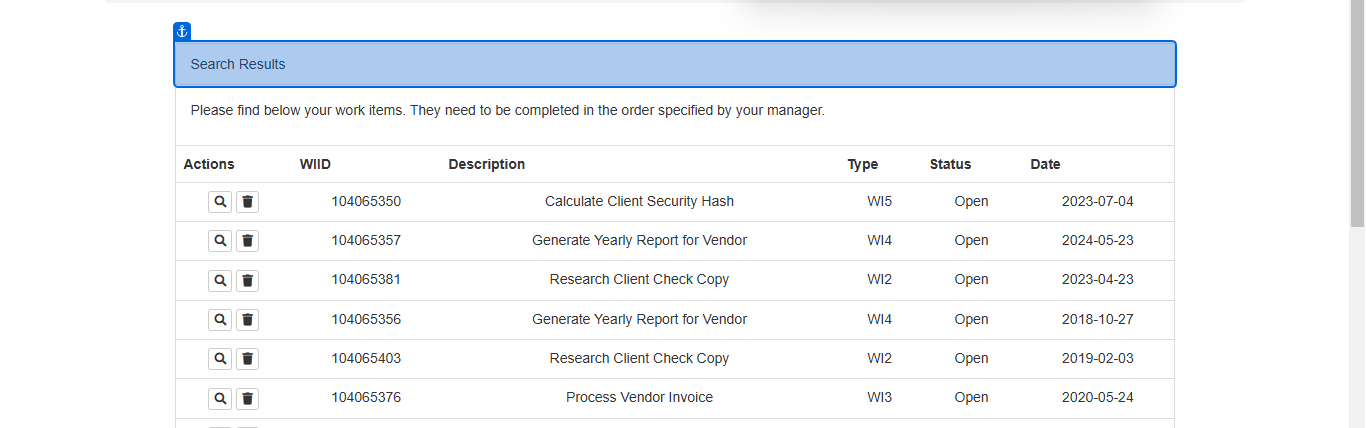 Search Results
Please find below your work items. They need to be completed in the order specified by your manager.
Actions WIID Description Type Status Date
104065350 Calculate Client Security Hash WI5 Open 2023-07-04
104065357 Generate Yearly Report for Vendor WI4 Open 2024-05-23
104065381 Research Client Check Copy WI2 Open 2023-04-23
104065356 Generate Yearly Report for Vendor WI4 Open 2018-10-27
104065403 Research Client Check Copy WI2 Open 2019-02-03
104065376 Process Vendor Invoice WI3 Open 2020-05-24